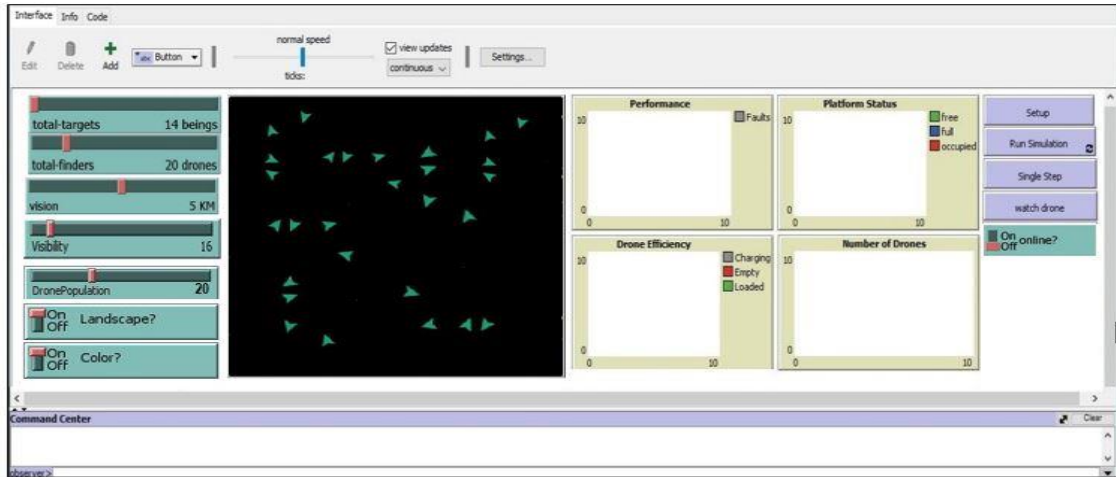 Interface Info Code
Edit Delete Add abc Button normal speed ticks: view updates continuous Settings...
total-targets 14 beings
total-finders 20 drones
vision 5 KM
Visibility 16
DronePopulation 20
On Off Landscape?
On Off Color?
Performance
10
Faults
0
0 10
Platform Status
10
free
full
occupied
0
0 10
Drone Efficiency
10
Charging
Empty
Loaded
0
0 10
Number of Drones
10
0
0 10
Setup
Run Simulation
Single Step
watch drone
On Off online?
Command Center Clear
observer>